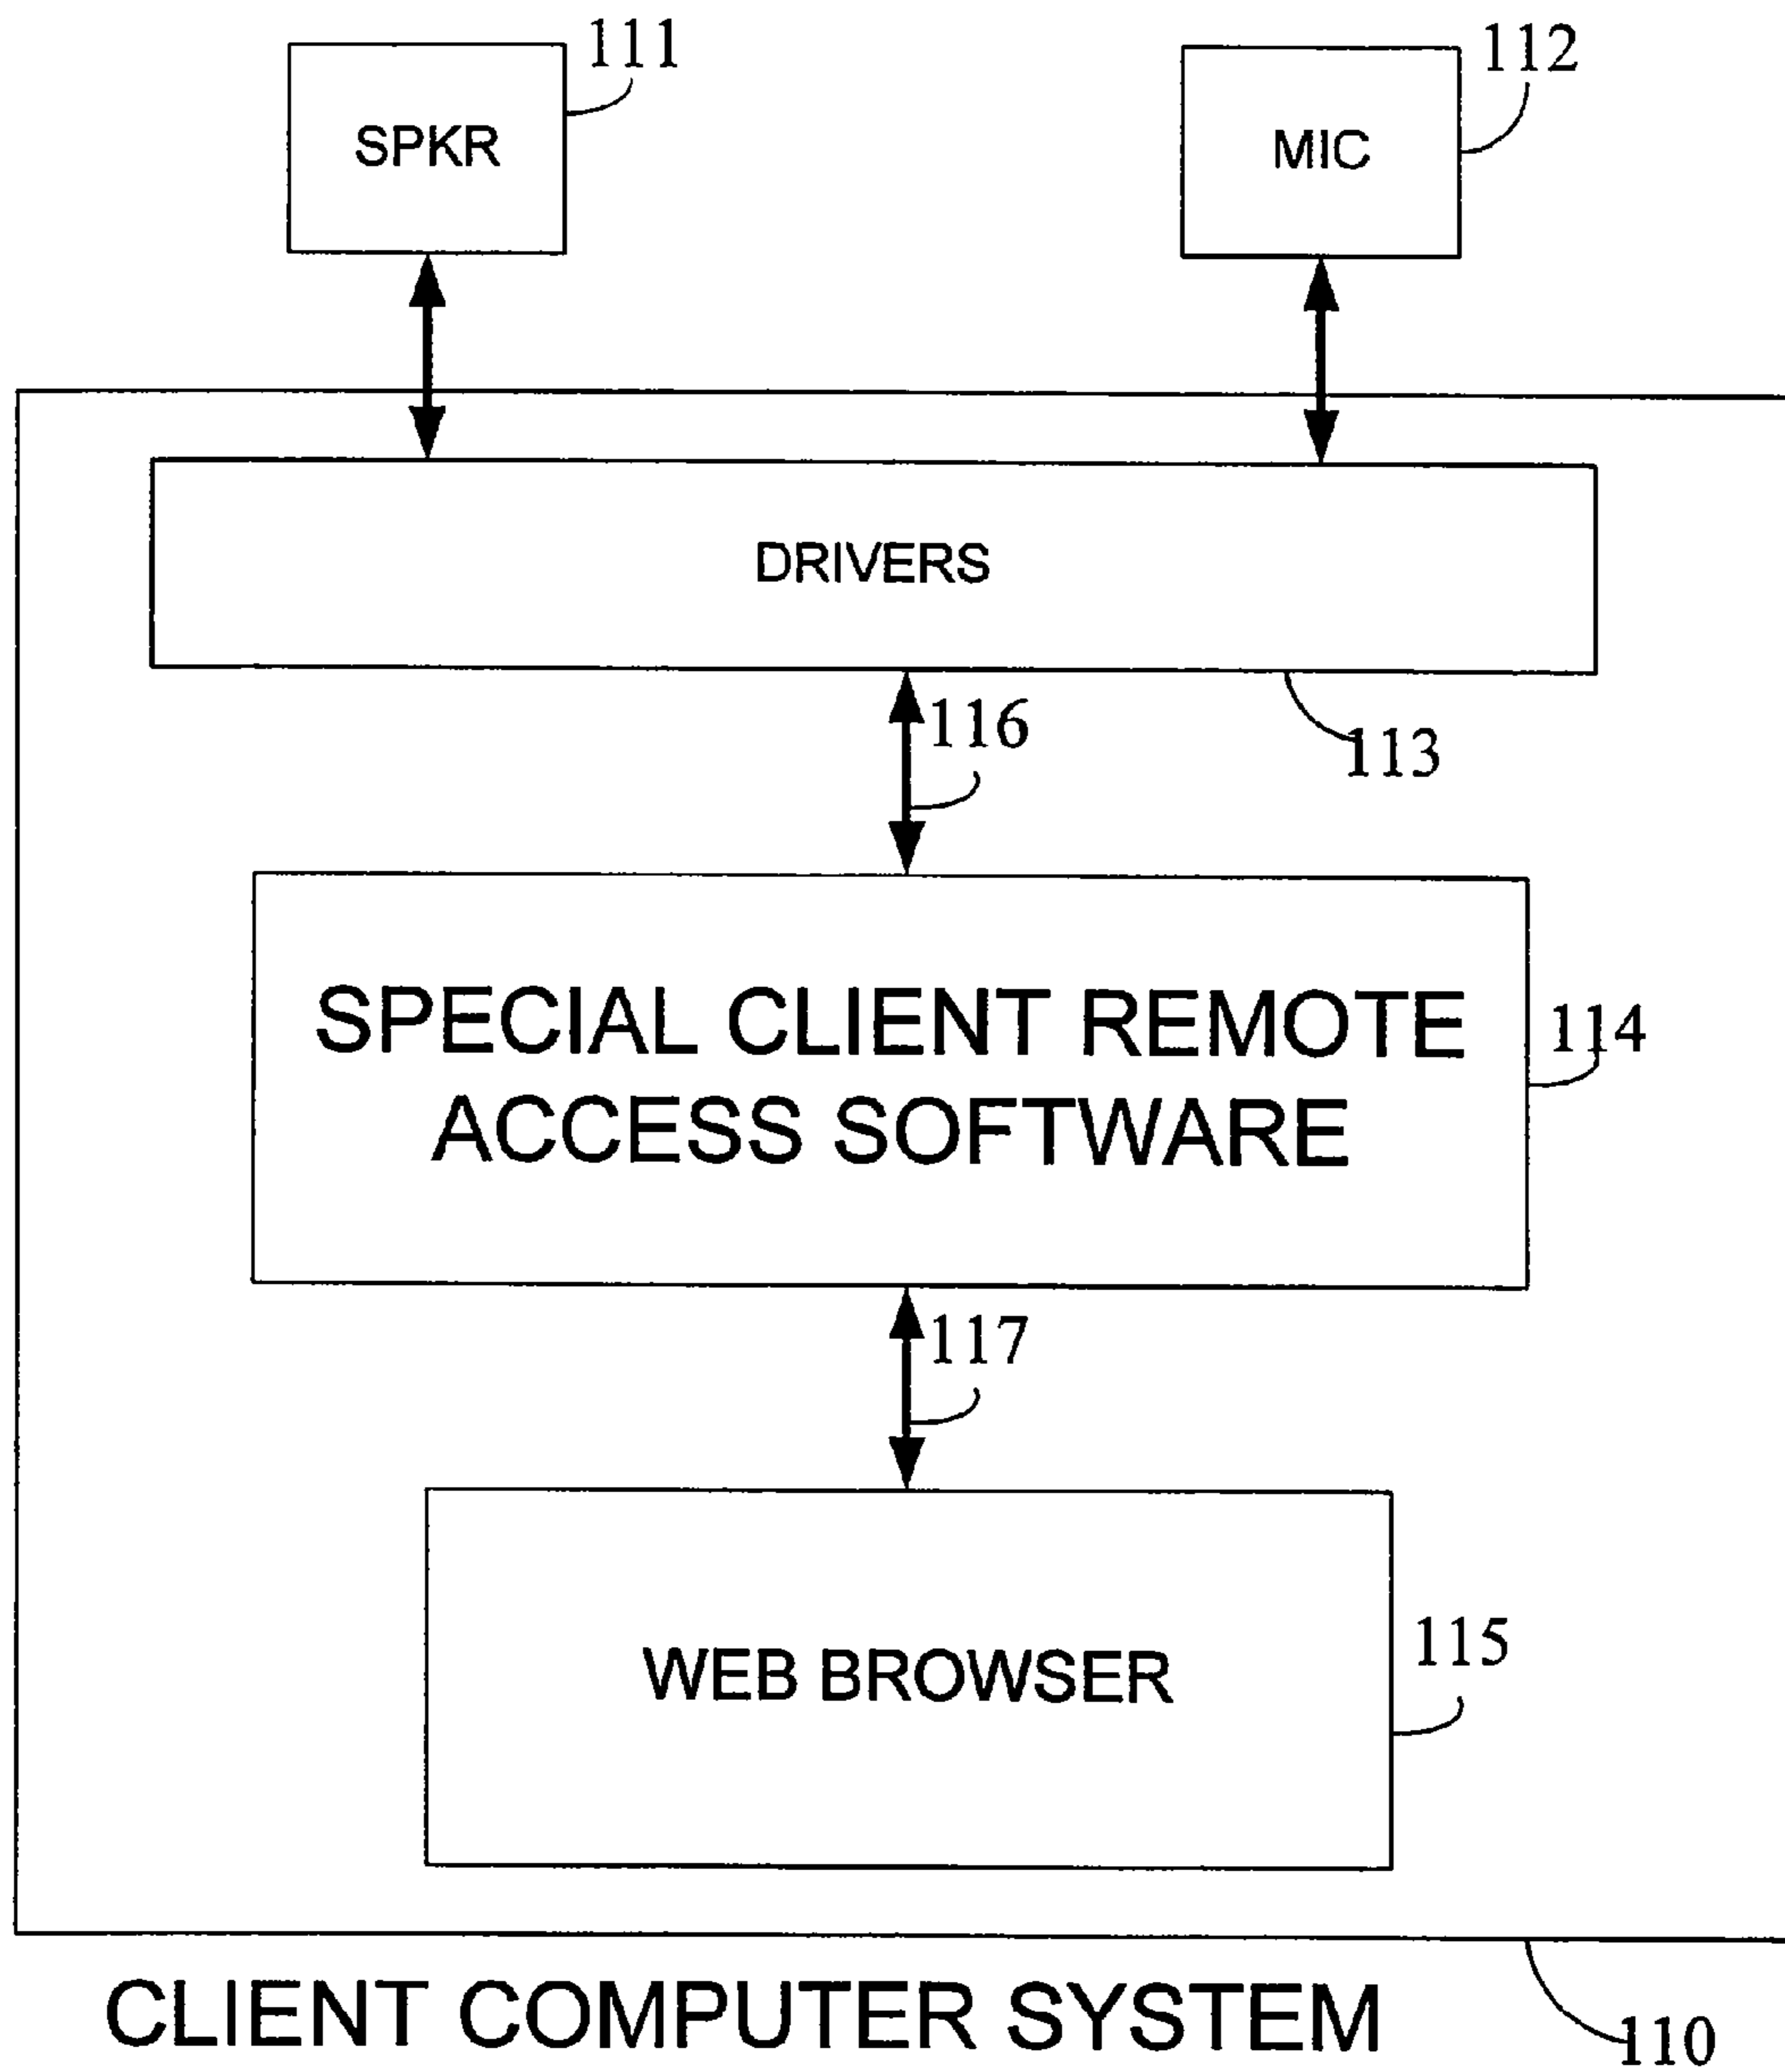 111
112
SPKR
MIC
DRIVERS
116
113
SPECIAL CLIENT REMOTE
ACCESS SOFTWARE
114
117
WEB BROWSER
115
CLIENT COMPUTER SYSTEM
110